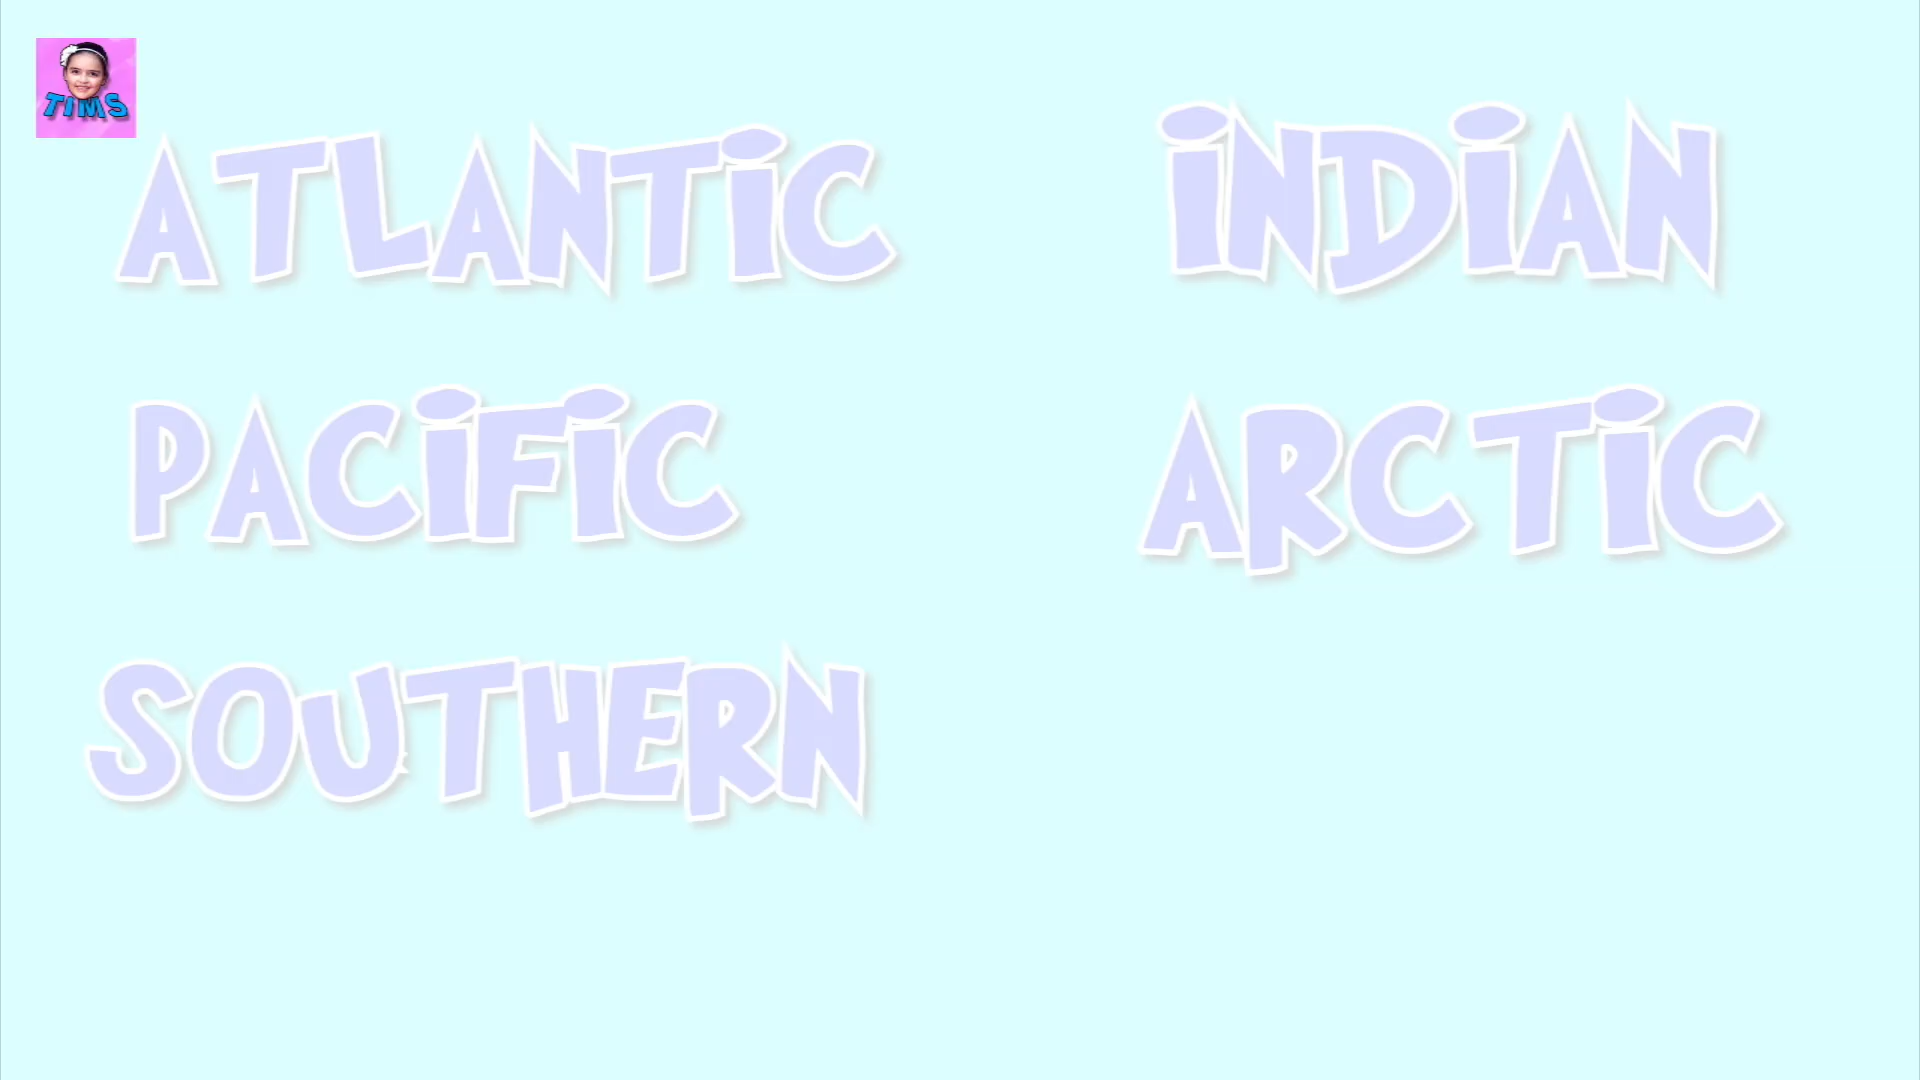 TIMS
ATLANTIC
INDIAN
PACIFIC
ARCTIC
SOUTHERN